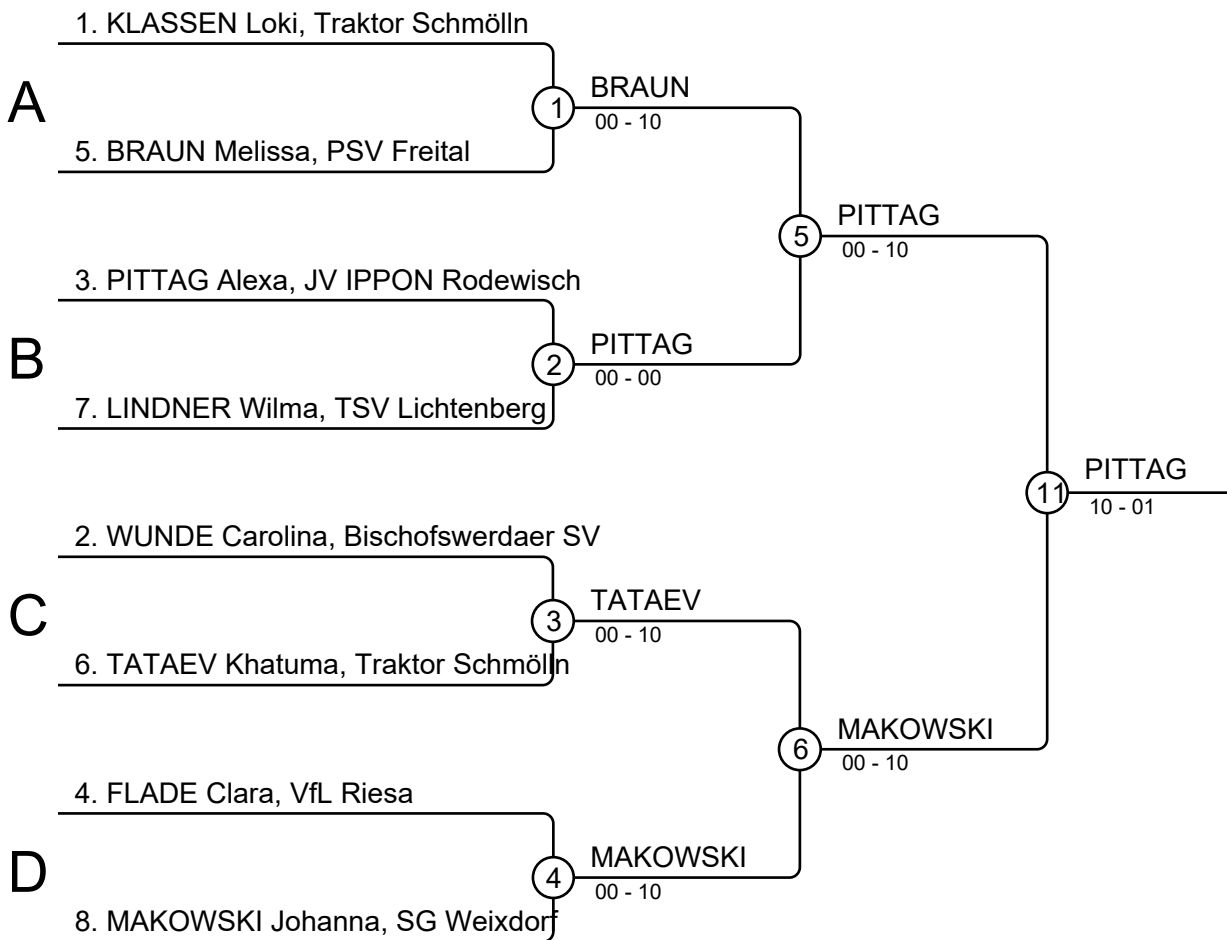 1. KLASSEN Loki, Traktor Schmölln
A
1
BRAUN
00 - 10
5. BRAUN Melissa, PSV Freital
5
PITTAG
00 - 10
3. PITTAG Alexa, JV IPPON Rodewisch
B
2
PITTAG
00 - 00
7. LINDNER Wilma, TSV Lichtenberg
11
PITTAG
10 - 01
2. WUNDE Carolina, Bischofswerdaer SV
C
3
TATAEV
00 - 10
6. TATAEV Khatuma, Traktor Schmölln
6
MAKOWSKI
00 - 10
4. FLADE Clara, VfL Riesa
D
4
MAKOWSKI
00 - 10
8. MAKOWSKI Johanna, SG Weixdorf